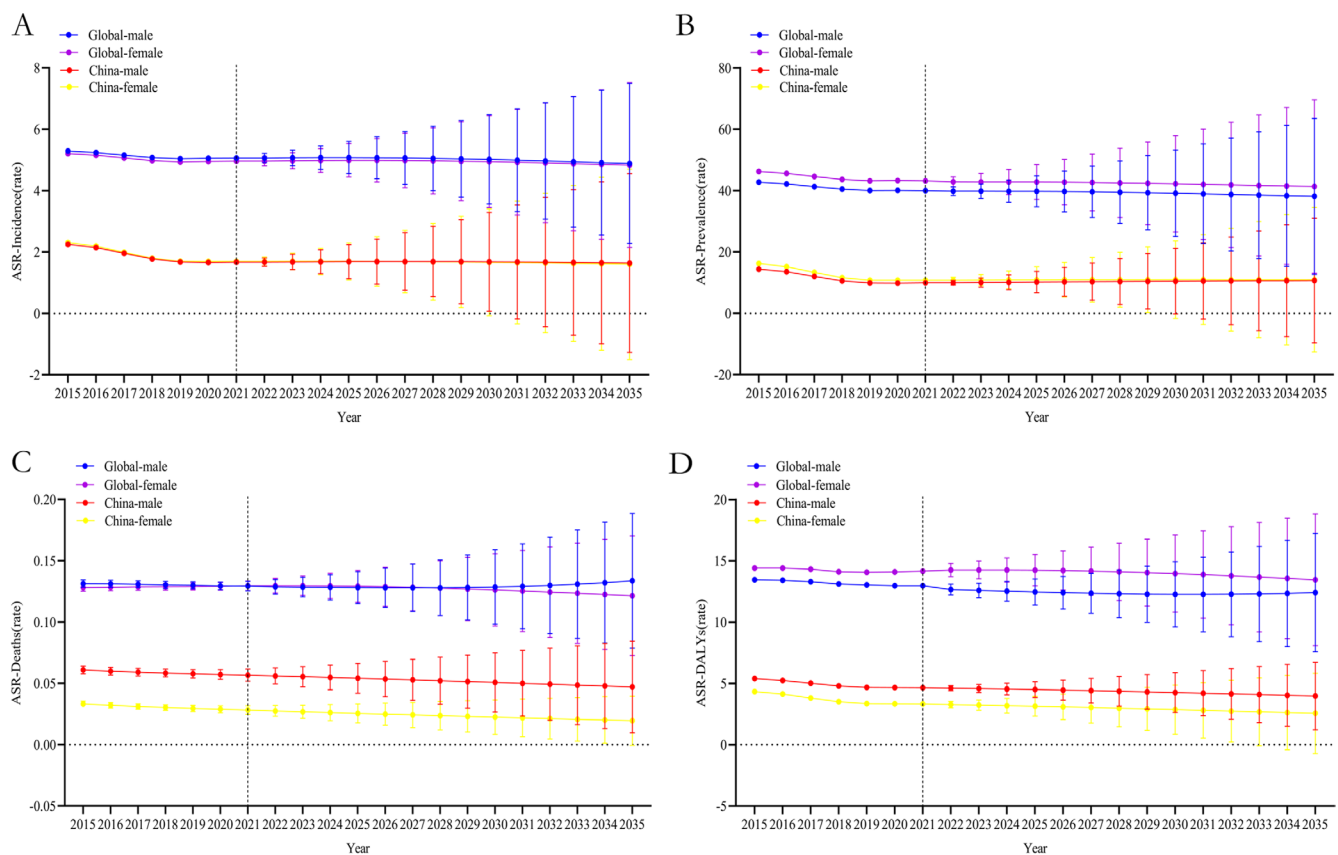 A
Global-male
Global-female
China-male
China-female
8
6
4
2
0
-2
ASR-Incidence(rate)
2015 2016 2017 2018 2019 2020 2021 2022 2023 2024 2025 2026 2027 2028 2029 2030 2031 2032 2033 2034 2035
Year
B
Global-male
Global-female
China-male
China-female
80
60
40
20
0
-20
ASR-Prevalence(rate)
2015 2016 2017 2018 2019 2020 2021 2022 2023 2024 2025 2026 2027 2028 2029 2030 2031 2032 2033 2034 2035
Year
C
Global-male
Global-female
China-male
China-female
0.20
0.15
0.10
0.05
0.00
-0.05
ASR-Deaths(rate)
2015 2016 2017 2018 2019 2020 2021 2022 2023 2024 2025 2026 2027 2028 2029 2030 2031 2032 2033 2034 2035
Year
D
Global-male
Global-female
China-male
China-female
20
15
10
5
0
-5
ASR-DALYs(rate)
2015 2016 2017 2018 2019 2020 2021 2022 2023 2024 2025 2026 2027 2028 2029 2030 2031 2032 2033 2034 2035
Year